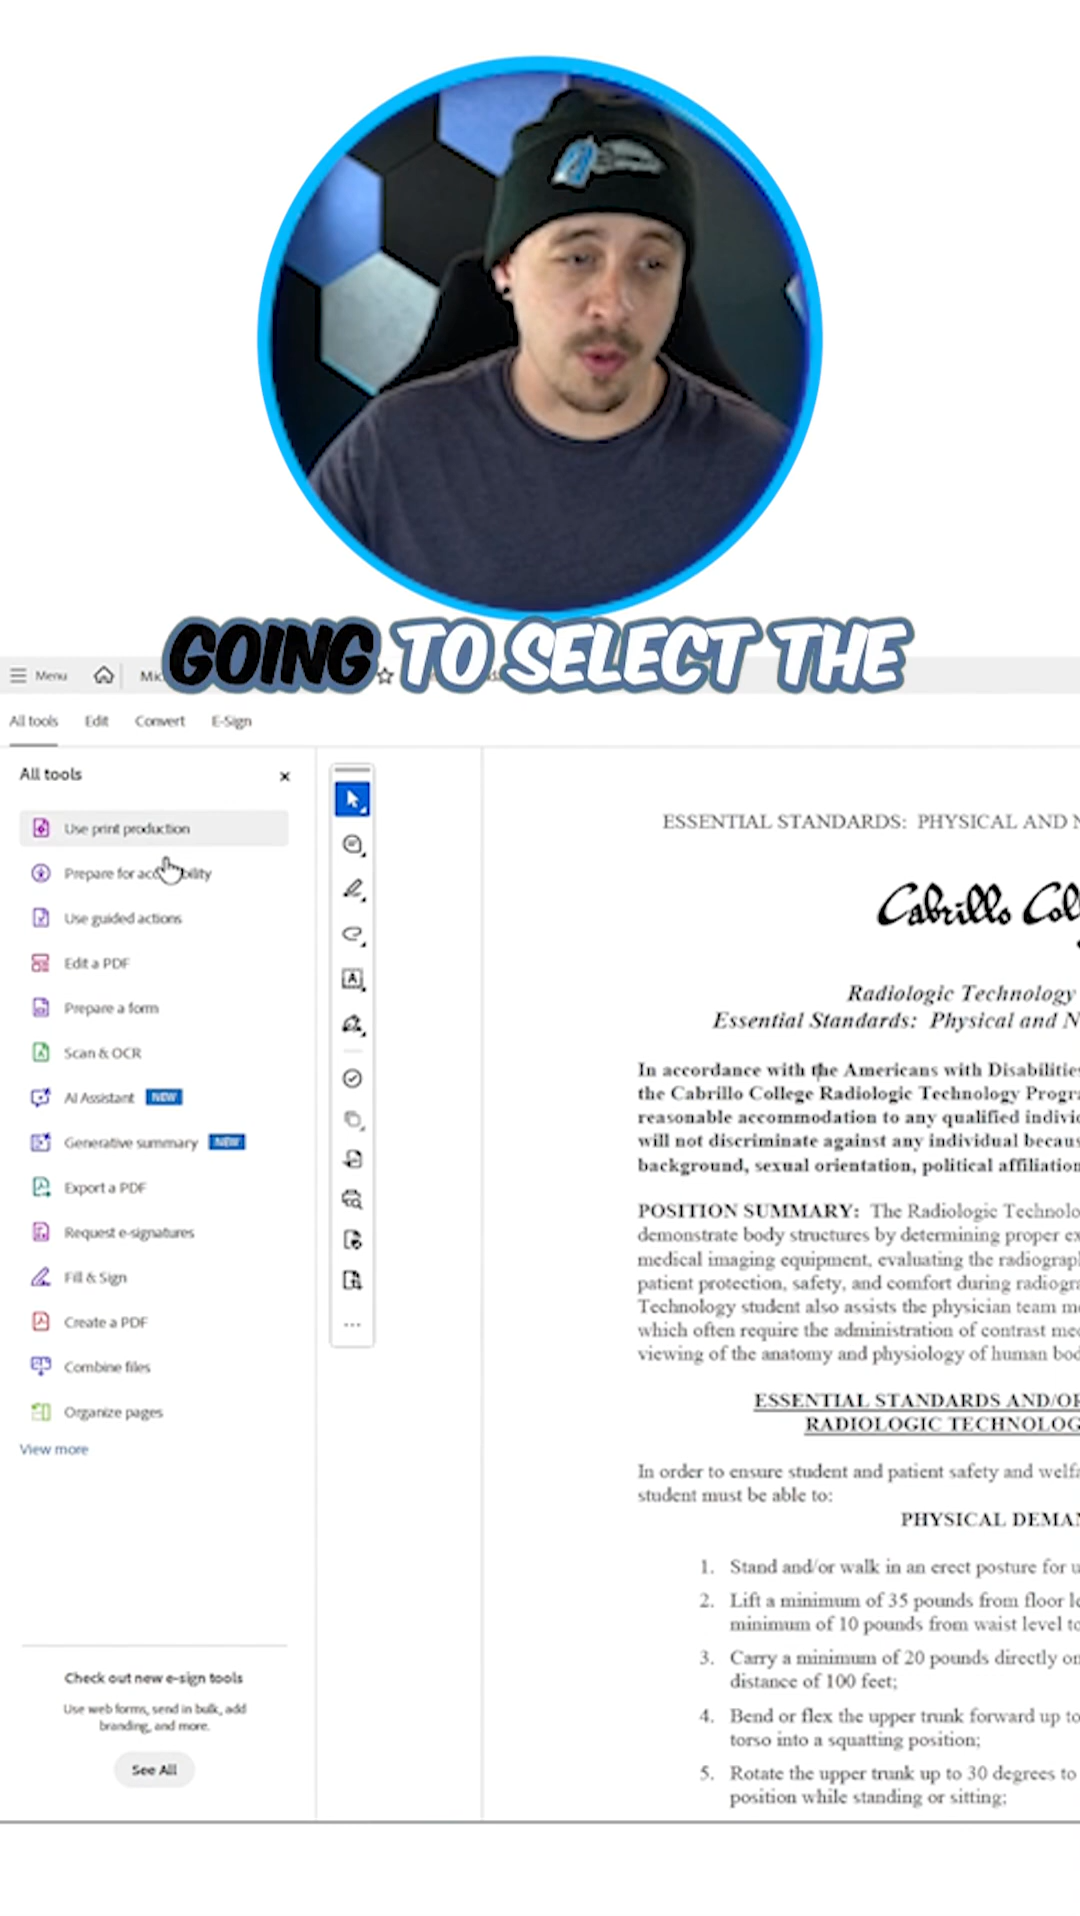 GOING TO SELECT THE
Menu
All tools Edit Convert E-Sign
All tools
Use print production
Prepare for accessibility
Use guided actions
Edit a PDF
Prepare a form
Scan & OCR
AI Assistant NEW
Generative summary NEW
Export a PDF
Request e-signatures
Fill & Sign
Create a PDF
Combine files
Organize pages
View more
Check out new e-sign tools
Use web forms, send in bulk, add
branding, and more.
See All
ESSENTIAL STANDARDS: PHYSICAL AND N
Cabrillo Col
Radiologic Technology
Essential Standards: Physical and N
In accordance with the Americans with Disabilities
the Cabrillo College Radiologic Technology Progra
reasonable accommodation to any qualified individ
will not discriminate against any individual becaus
background, sexual orientation, political affiliation
POSITION SUMMARY: The Radiologic Technolo
demonstrate body structures by determining proper ex
medical imaging equipment, evaluating the radiograph
patient protection, safety, and comfort during radiogra
Technology student also assists the physician team me
which often require the administration of contrast med
viewing of the anatomy and physiology of human bod
ESSENTIAL STANDARDS AND/OR
RADIOLOGIC TECHNOLOG
In order to ensure student and patient safety and welfa
student must be able to:
PHYSICAL DEMAN
1. Stand and/or walk in an erect posture for u
2. Lift a minimum of 35 pounds from floor le
minimum of 10 pounds from waist level to
3. Carry a minimum of 20 pounds directly on
distance of 100 feet;
4. Bend or flex the upper trunk forward up to
torso into a squatting position;
5. Rotate the upper trunk up to 30 degrees to
position while standing or sitting;